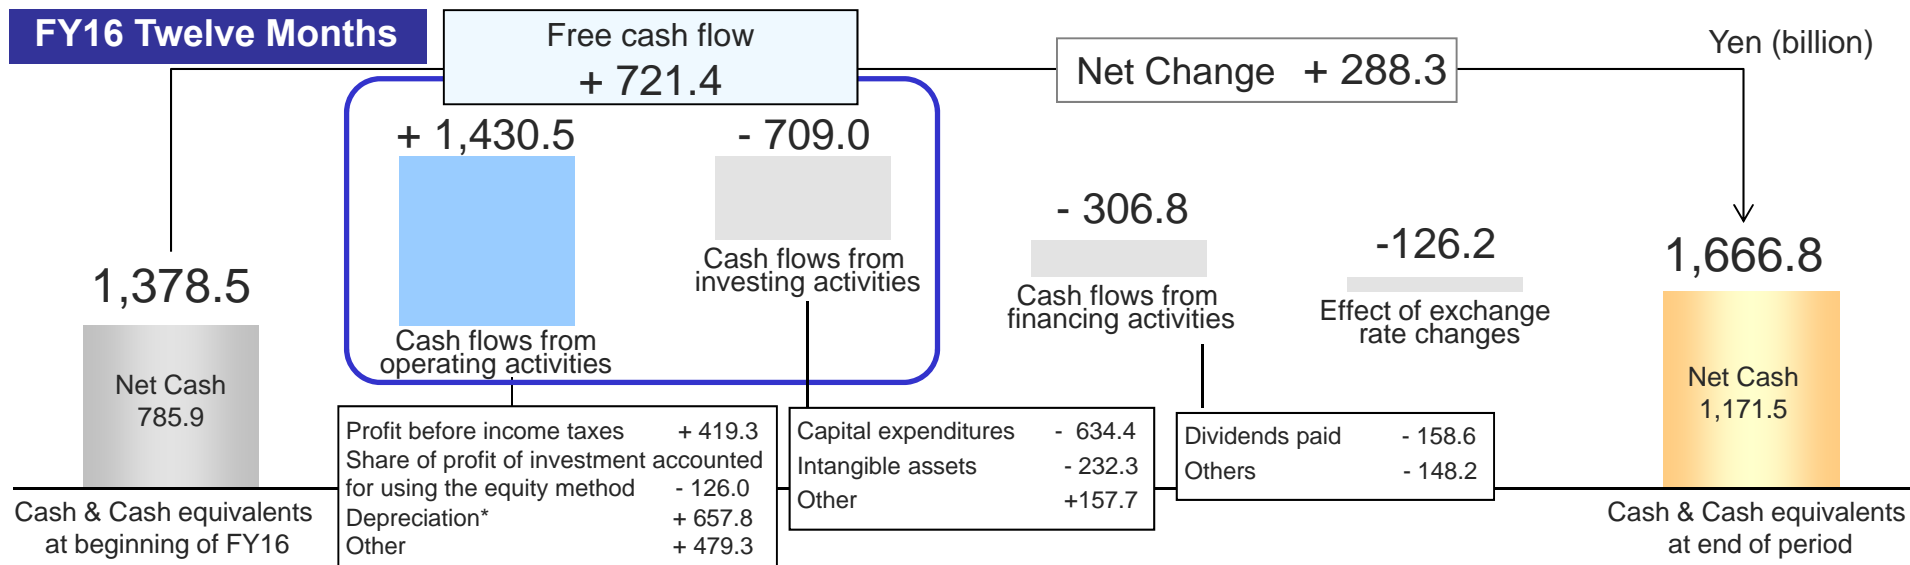 FY16 Twelve Months
Free cash flow
+ 721.4
Net Change + 288.3
Yen (billion)
+ 1,430.5
- 709.0
Cash flows from
operating activities
Cash flows from
investing activities
- 306.8
Cash flows from
financing activities
-126.2
Effect of exchange
rate changes
1,378.5
Net Cash
785.9
Cash & Cash equivalents
at beginning of FY16
1,666.8
Net Cash
1,171.5
Cash & Cash equivalents
at end of period
Profit before income taxes + 419.3
Share of profit of investment accounted
for using the equity method - 126.0
Depreciation* + 657.8
Other + 479.3
Capital expenditures - 634.4
Intangible assets - 232.3
Other +157.7
Dividends paid - 158.6
Others - 148.2